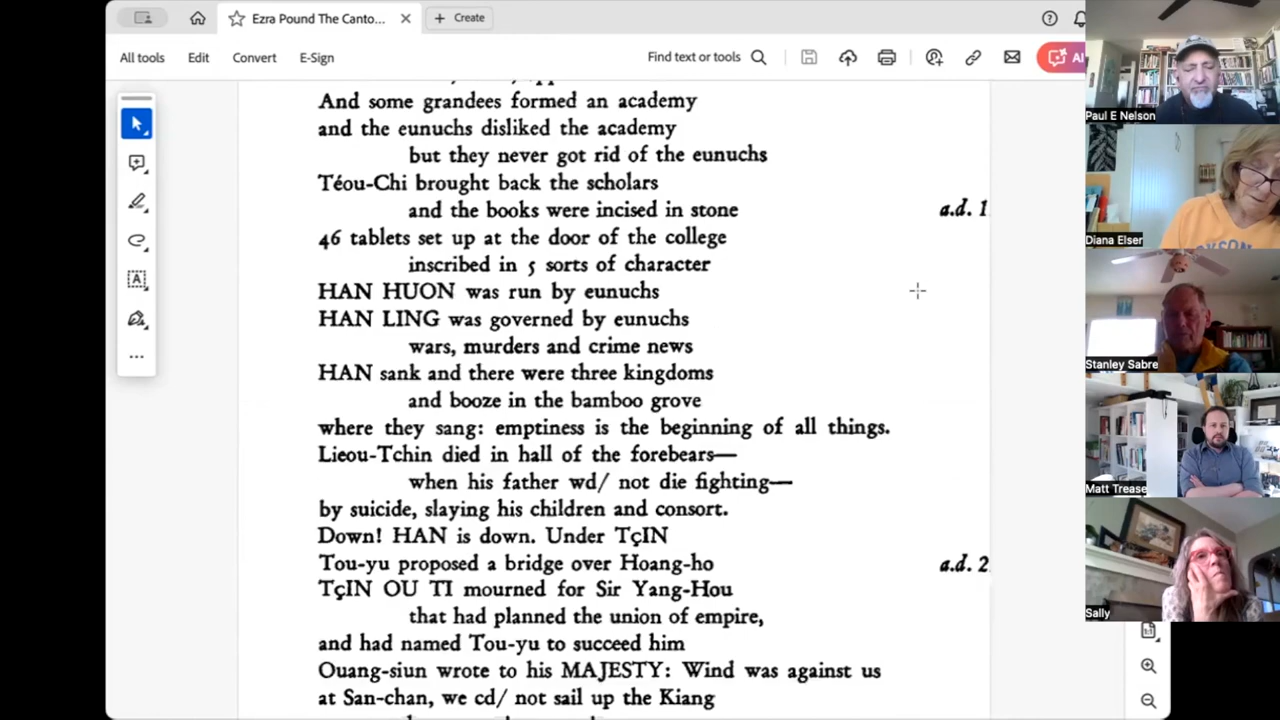 Ezra Pound The Canto...
Create
All tools
Edit
Convert
E-Sign
Find text or tools
AI
And some grandees formed an academy
and the eunuchs disliked the academy
but they never got rid of the eunuchs
Téou-Chi brought back the scholars
and the books were incised in stone
a.d. 1
46 tablets set up at the door of the college
inscribed in 5 sorts of character
HAN HUON was run by eunuchs
HAN LING was governed by eunuchs
wars, murders and crime news
HAN sank and there were three kingdoms
and booze in the bamboo grove
where they sang: emptiness is the beginning of all things.
Lieou-Tchin died in hall of the forebears—
when his father wd/ not die fighting—
by suicide, slaying his children and consort.
Down! HAN is down. Under TçIN
Tou-yu proposed a bridge over Hoang-ho
a.d. 2
TçIN OU TI mourned for Sir Yang-Hou
that had planned the union of empire,
and had named Tou-yu to succeed him
Ouang-siun wrote to his MAJESTY: Wind was against us
at San-chan, we cd/ not sail up the Kiang
Paul E Nelson
Diana Elser
Stanley Sabre
Matt Trease
Sally